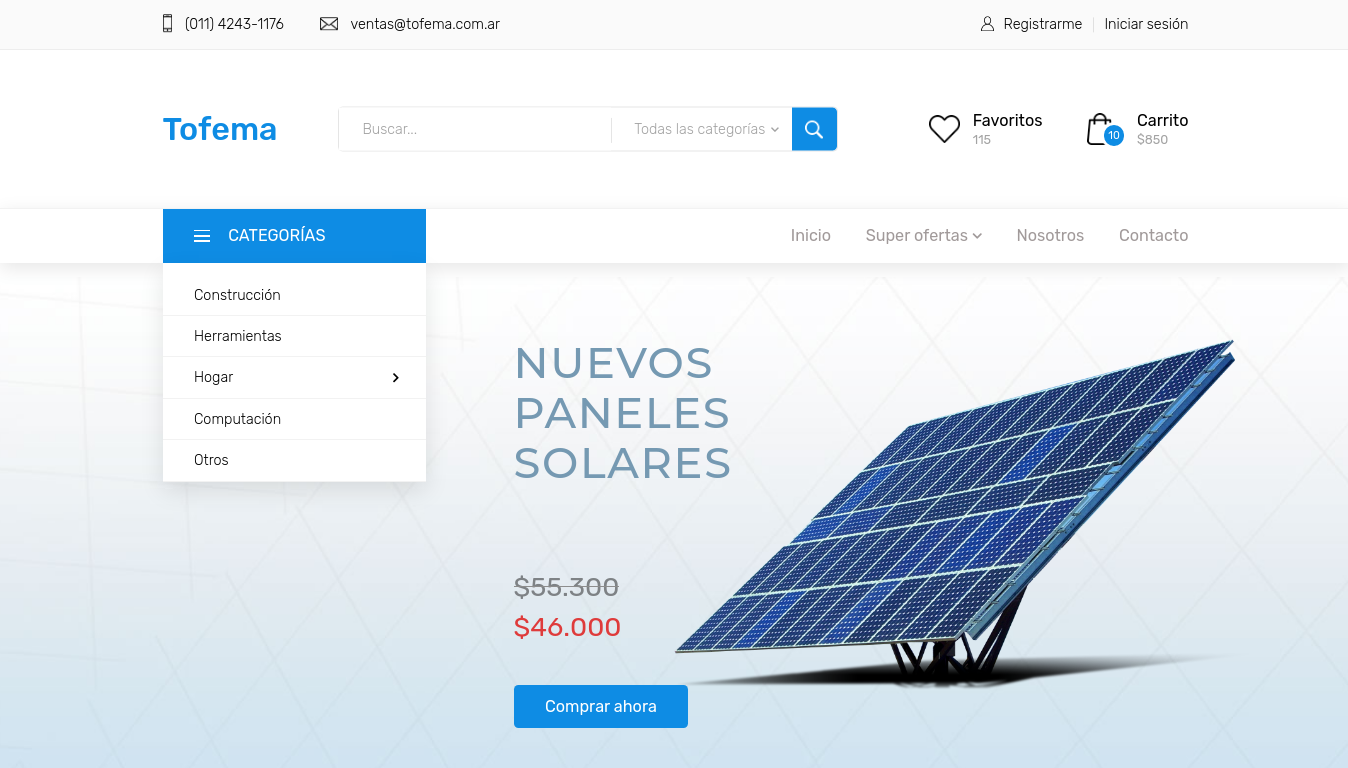 (011) 4243-1176 ventas@tofema.com.ar Registrarme Iniciar sesión
Tofema
Buscar...
Todas las categorías
Favoritos
115
10
Carrito
$850
CATEGORÍAS
Inicio Super ofertas Nosotros Contacto
Construcción
Herramientas
Hogar
Computación
Otros
NUEVOS
PANELES
SOLARES
$55.300
$46.000
Comprar ahora